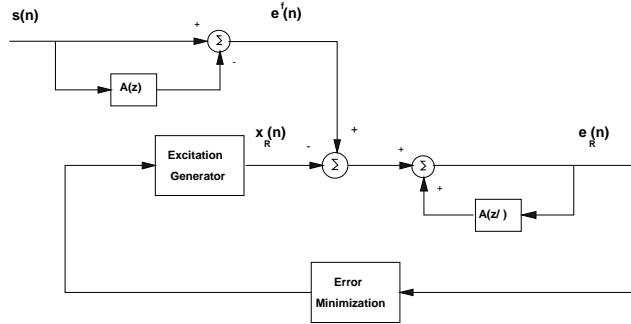 s(n)
e^f(n)
+
Σ
-
A(z)
x_R(n)
e_R(n)
-
+
+
Excitation
Generator
Σ
Σ
+
A(z/ )
Error
Minimization